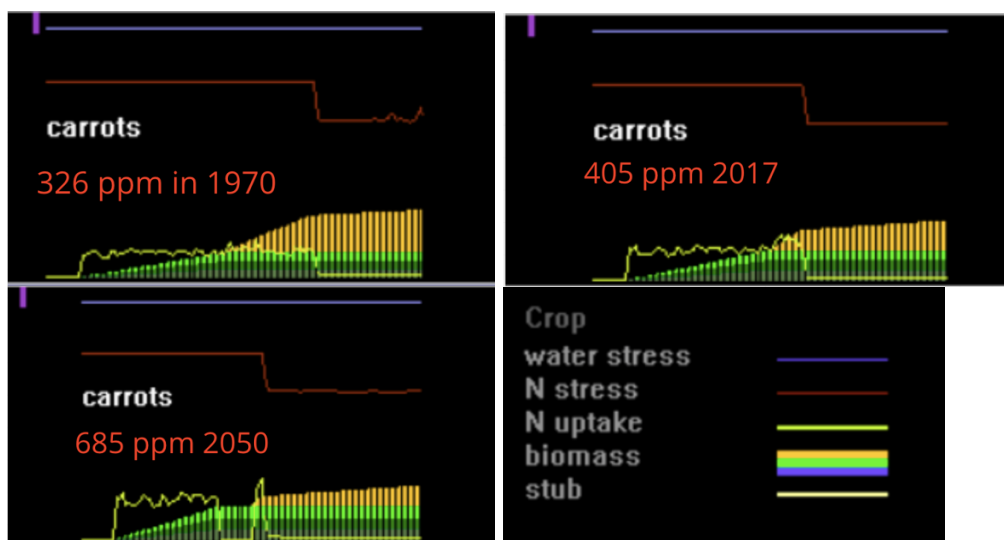 carrots
326 ppm in 1970
carrots
405 ppm 2017
carrots
685 ppm 2050
Crop
water stress
N stress
N uptake
biomass
stub